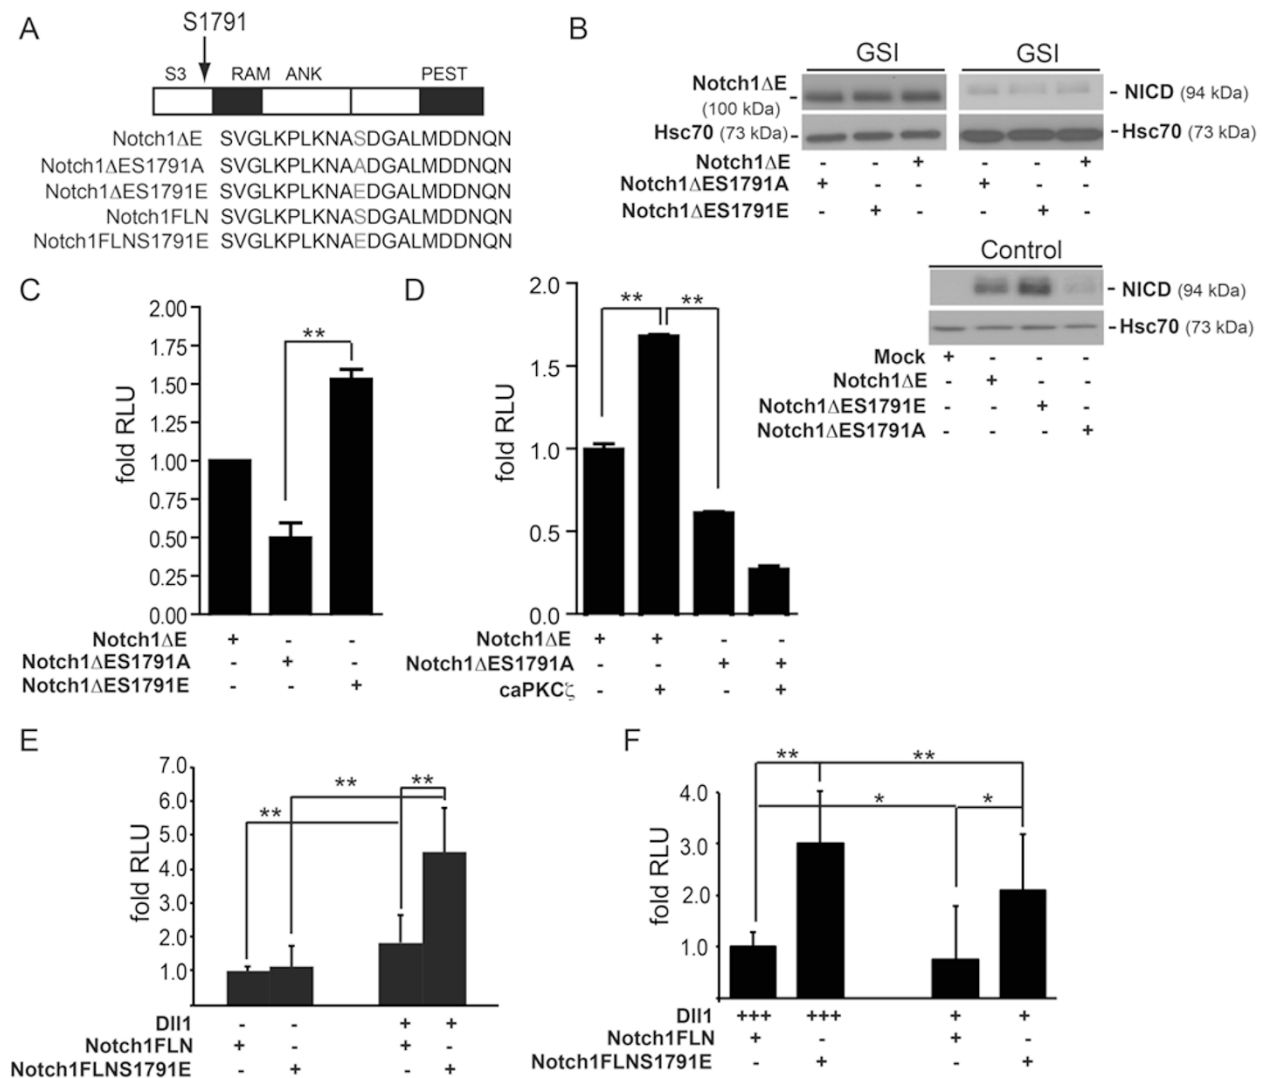 A
S1791
S3 RAM ANK PEST
Notch1ΔE SVGLKPLKNASDGALMDDNQN
Notch1ΔES1791A SVGLKPLKNAADGALMDDNQN
Notch1ΔES1791E SVGLKPLKNAEDGALMDDNQN
Notch1FLN SVGLKPLKNASDGALMDDNQN
Notch1FLNS1791E SVGLKPLKNAEDGALMDDNQN
B
GSI GSI
Notch1ΔE
(100 kDa)
- NICD (94 kDa)
Hsc70 (73 kDa)- -Hsc70 (73 kDa)
Notch1ΔE - - + - - +
Notch1ΔES1791A + - - + - -
Notch1ΔES1791E - + - - + -
Control
- NICD (94 kDa)
-Hsc70 (73 kDa)
Mock + - - -
Notch1ΔE - + - -
Notch1ΔES1791E - - + -
Notch1ΔES1791A - - - +
C
fold RLU
2.00
1.75
1.50
1.25
1.00
0.75
0.50
0.25
0.00
**
Notch1ΔE + - -
Notch1ΔES1791A - + -
Notch1ΔES1791E - - +
D
fold RLU
2.0
1.5
1.0
0.5
0.0
** **
Notch1ΔE + + - -
Notch1ΔES1791A - - + +
caPKCζ - + - +
E
fold RLU
7.0
6.0
5.0
4.0
3.0
2.0
1.0
** ** **
Dll1 - - + +
Notch1FLN + - + -
Notch1FLNS1791E - + - +
F
fold RLU
4.0
3.0
2.0
1.0
** **
* *
Dll1 +++ +++ + +
Notch1FLN + - + -
Notch1FLNS1791E - + - +